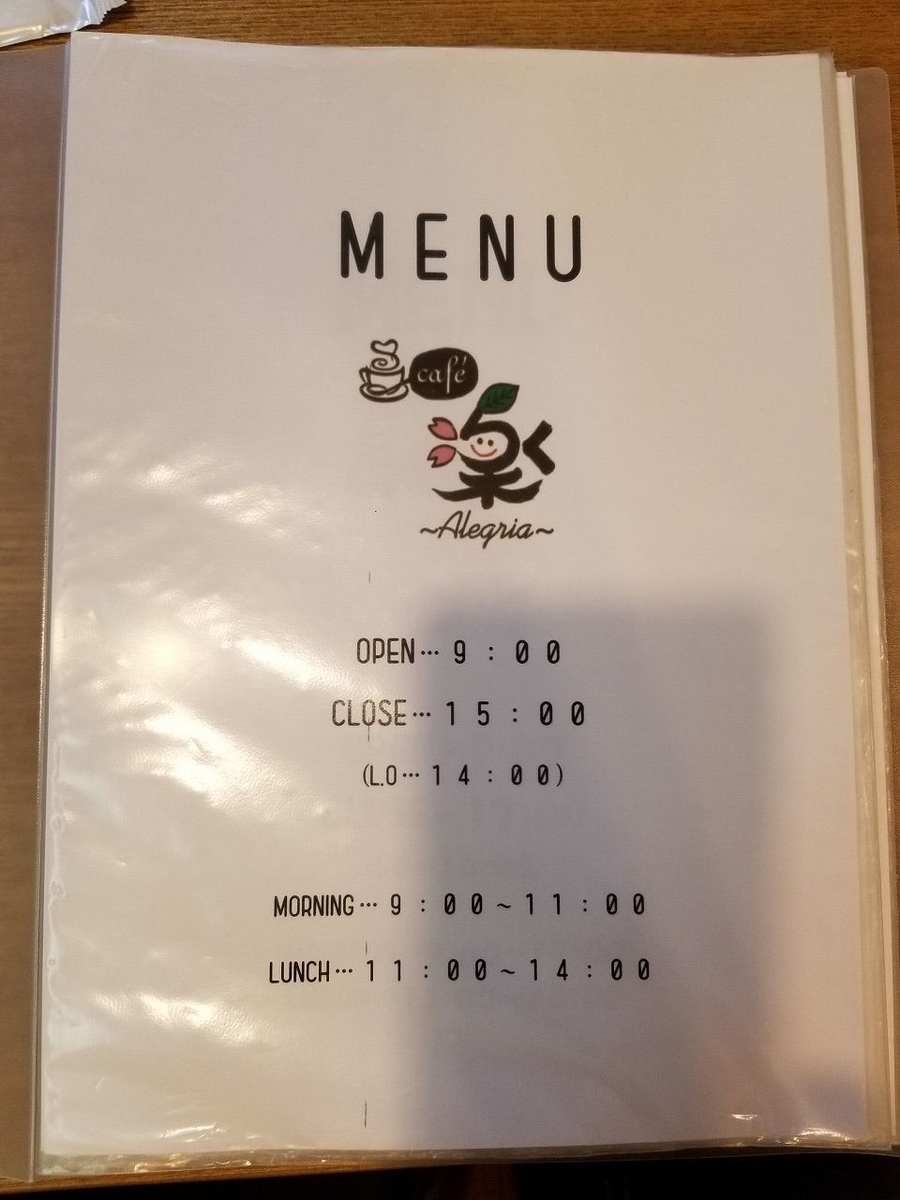 MENU
café
楽
~Alegria~
OPEN…9:00
CLOSE…15:00
(L.O…14:00)
MORNING…9:00~11:00
LUNCH…11:00~14:00